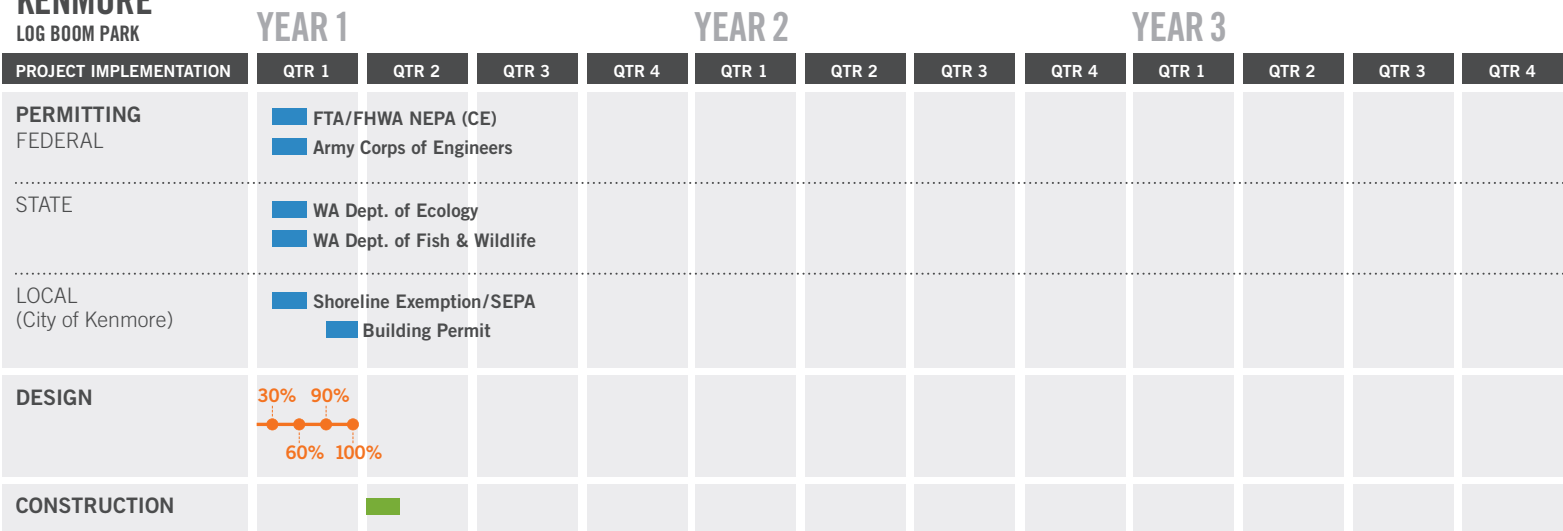 KENMORE
LOG BOOM PARK
YEAR 1 YEAR 2 YEAR 3
PROJECT IMPLEMENTATION QTR 1 QTR 2 QTR 3 QTR 4 QTR 1 QTR 2 QTR 3 QTR 4 QTR 1 QTR 2 QTR 3 QTR 4
PERMITTING
FEDERAL
FTA/FHWA NEPA (CE)
Army Corps of Engineers
STATE
WA Dept. of Ecology
WA Dept. of Fish & Wildlife
LOCAL
(City of Kenmore)
Shoreline Exemption/SEPA
Building Permit
DESIGN
30% 90%
60% 100%
CONSTRUCTION